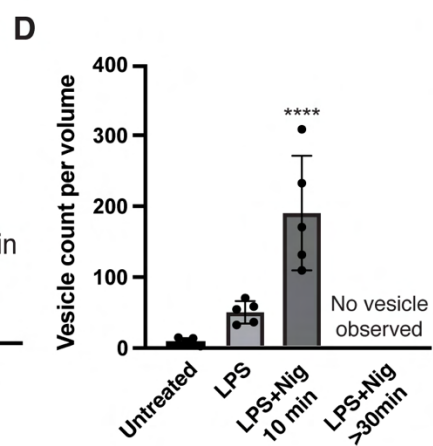 D
Vesicle count per volume
400
300
200
100
0
in
****
No vesicle
observed
Untreated
LPS
LPS+Nig
10 min
LPS+Nig
>30min